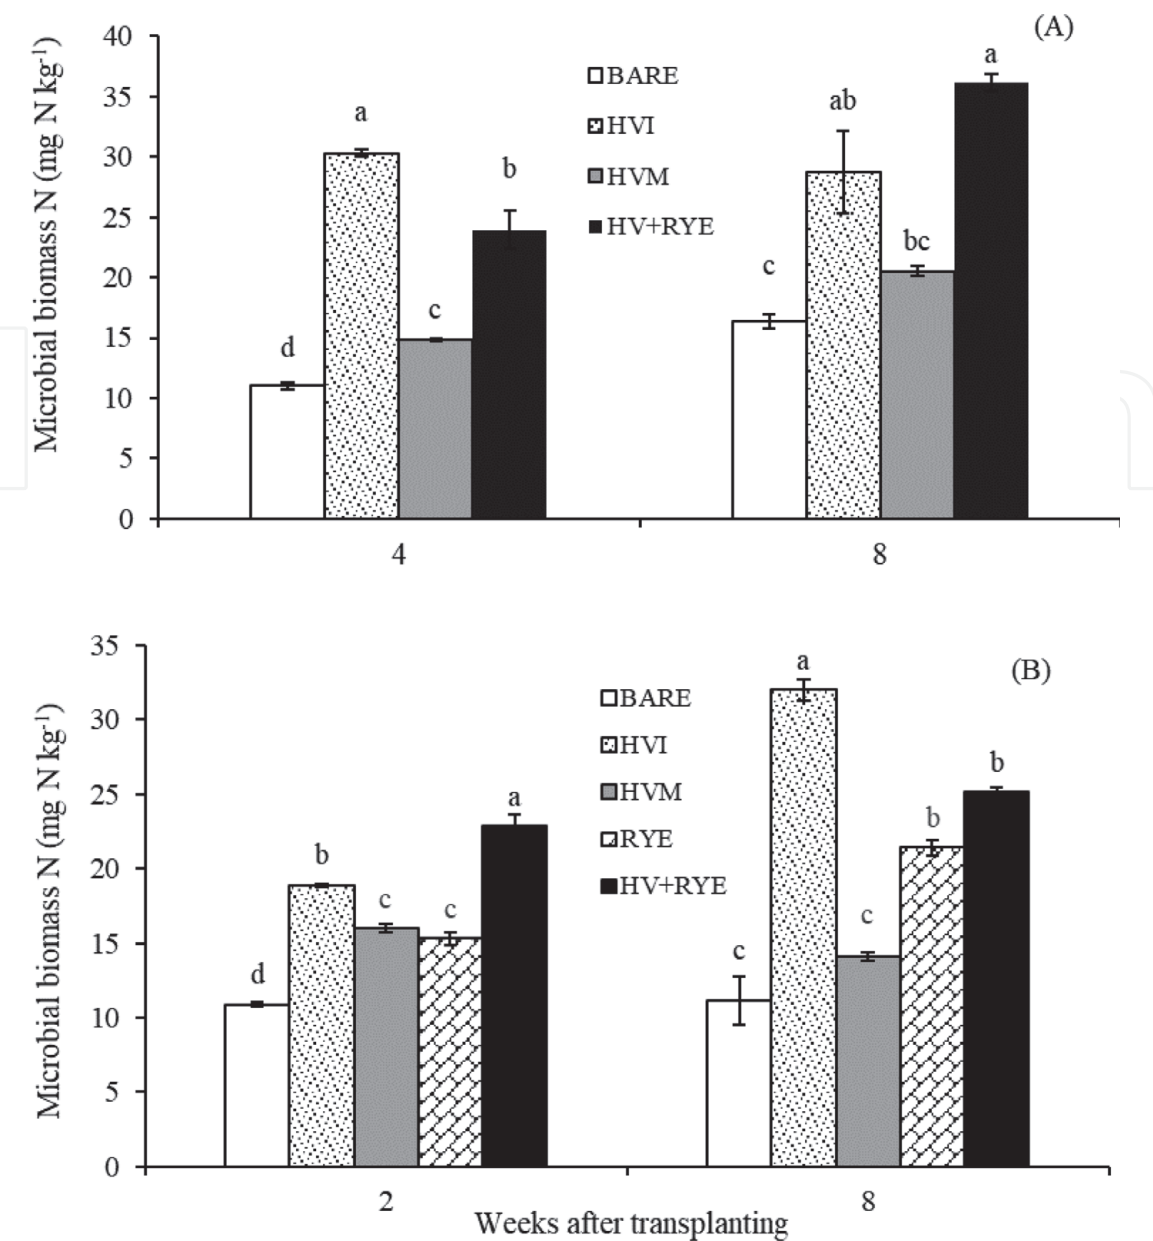 (A)
Microbial biomass N (mg N kg-1)
40
35
30
25
20
15
10
5
0
BARE
HVI
HVM
HV+RYE
d
a
c
b
c
ab
bc
a
4
8
(B)
Microbial biomass N (mg N kg-1)
35
30
25
20
15
10
5
0
BARE
HVI
HVM
RYE
HV+RYE
d
b
c
c
a
c
a
c
b
b
2
8
Weeks after transplanting